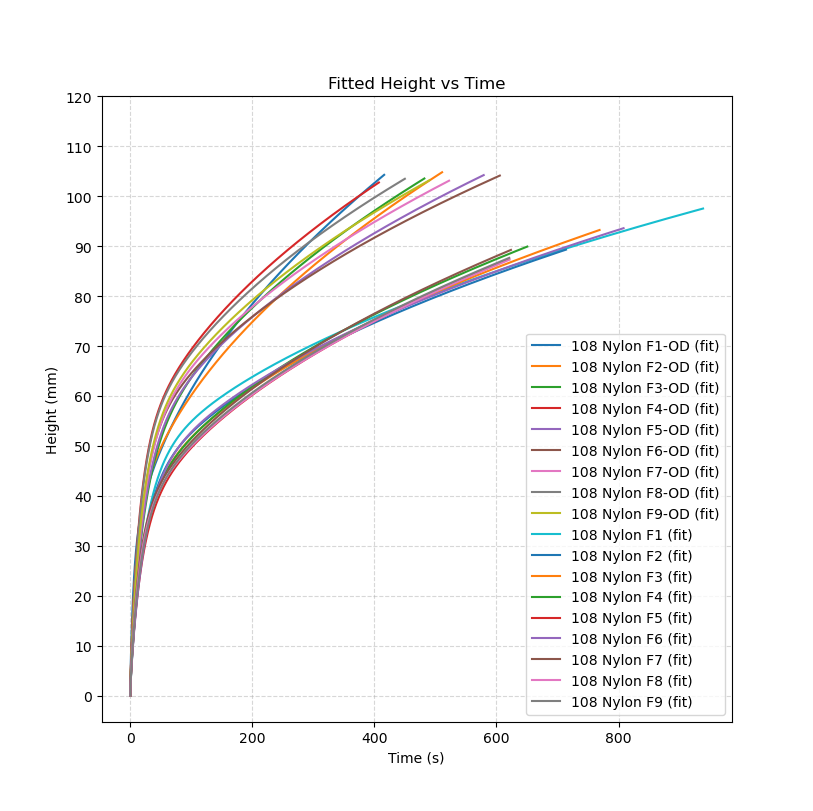 Fitted Height vs Time
120
110
100
90
80
70
60
50
40
30
20
10
0
Height (mm)
0 200 400 600 800
Time (s)
108 Nylon F1-OD (fit)
108 Nylon F2-OD (fit)
108 Nylon F3-OD (fit)
108 Nylon F4-OD (fit)
108 Nylon F5-OD (fit)
108 Nylon F6-OD (fit)
108 Nylon F7-OD (fit)
108 Nylon F8-OD (fit)
108 Nylon F9-OD (fit)
108 Nylon F1 (fit)
108 Nylon F2 (fit)
108 Nylon F3 (fit)
108 Nylon F4 (fit)
108 Nylon F5 (fit)
108 Nylon F6 (fit)
108 Nylon F7 (fit)
108 Nylon F8 (fit)
108 Nylon F9 (fit)